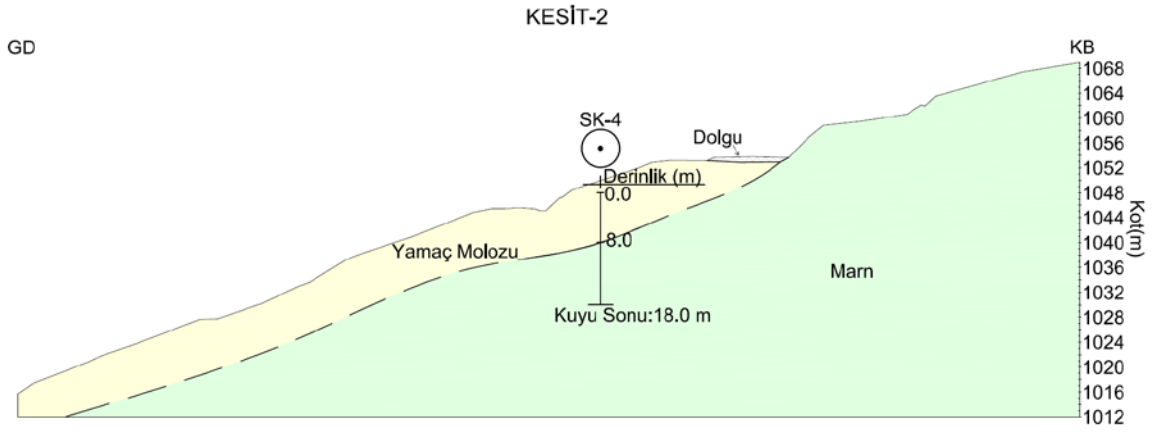 KESİT-2
GD
KB
1068
1064
1060
1056
1052
1048
1044
1040
1036
1032
1028
1024
1020
1016
1012
Kot(m)
SK-4
Dolgu
Derinlik (m)
0.0
8.0
Yamaç Molozu
Marn
Kuyu Sonu:18.0 m